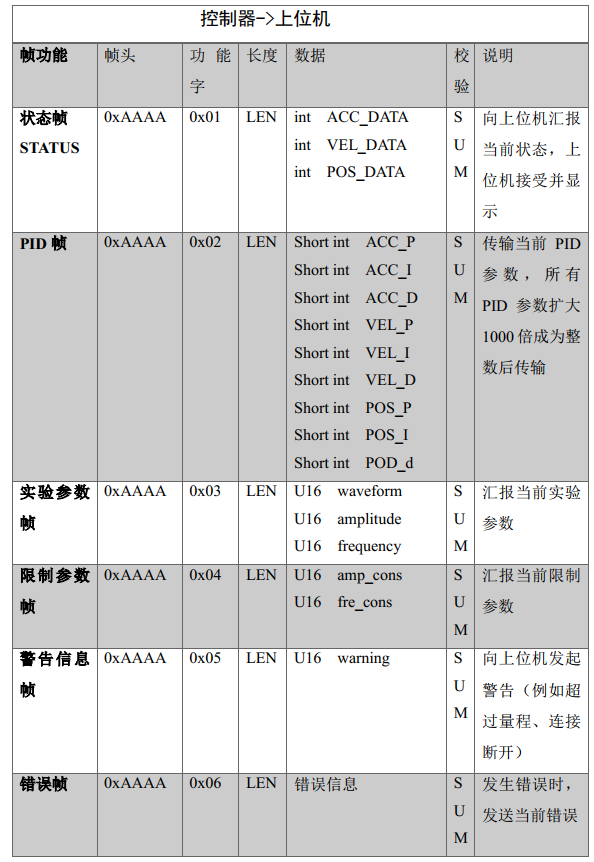 控制器->上位机
帧功能 帧头 功能 长度 数据 校 说明
字 验
状态帧 0xAAAA 0x01 LEN int ACC_DATA S 向上位机汇报
STATUS int VEL_DATA U 当前状态，上
int POS_DATA M 位机接受并显
示
PID 帧 0xAAAA 0x02 LEN Short int ACC_P S 传输当前 PID
Short int ACC_I U 参数，所有
Short int ACC_D M PID 参数扩大
Short int VEL_P 1000 倍成为整
Short int VEL_I 数后传输
Short int VEL_D
Short int POS_P
Short int POS_I
Short int POD_d
实验参数 0xAAAA 0x03 LEN U16 waveform S 汇报当前实验
帧 U16 amplitude U 参数
U16 frequency M
限制参数 0xAAAA 0x04 LEN U16 amp_cons S 汇报当前限制
帧 U16 fre_cons U 参数
M
警告信息 0xAAAA 0x05 LEN U16 warning S 向上位机发起
帧 U 警告（例如超
M 过量程、连接
断开）
错误帧 0xAAAA 0x06 LEN 错误信息 S 发生错误时，
U 发送当前错误
M